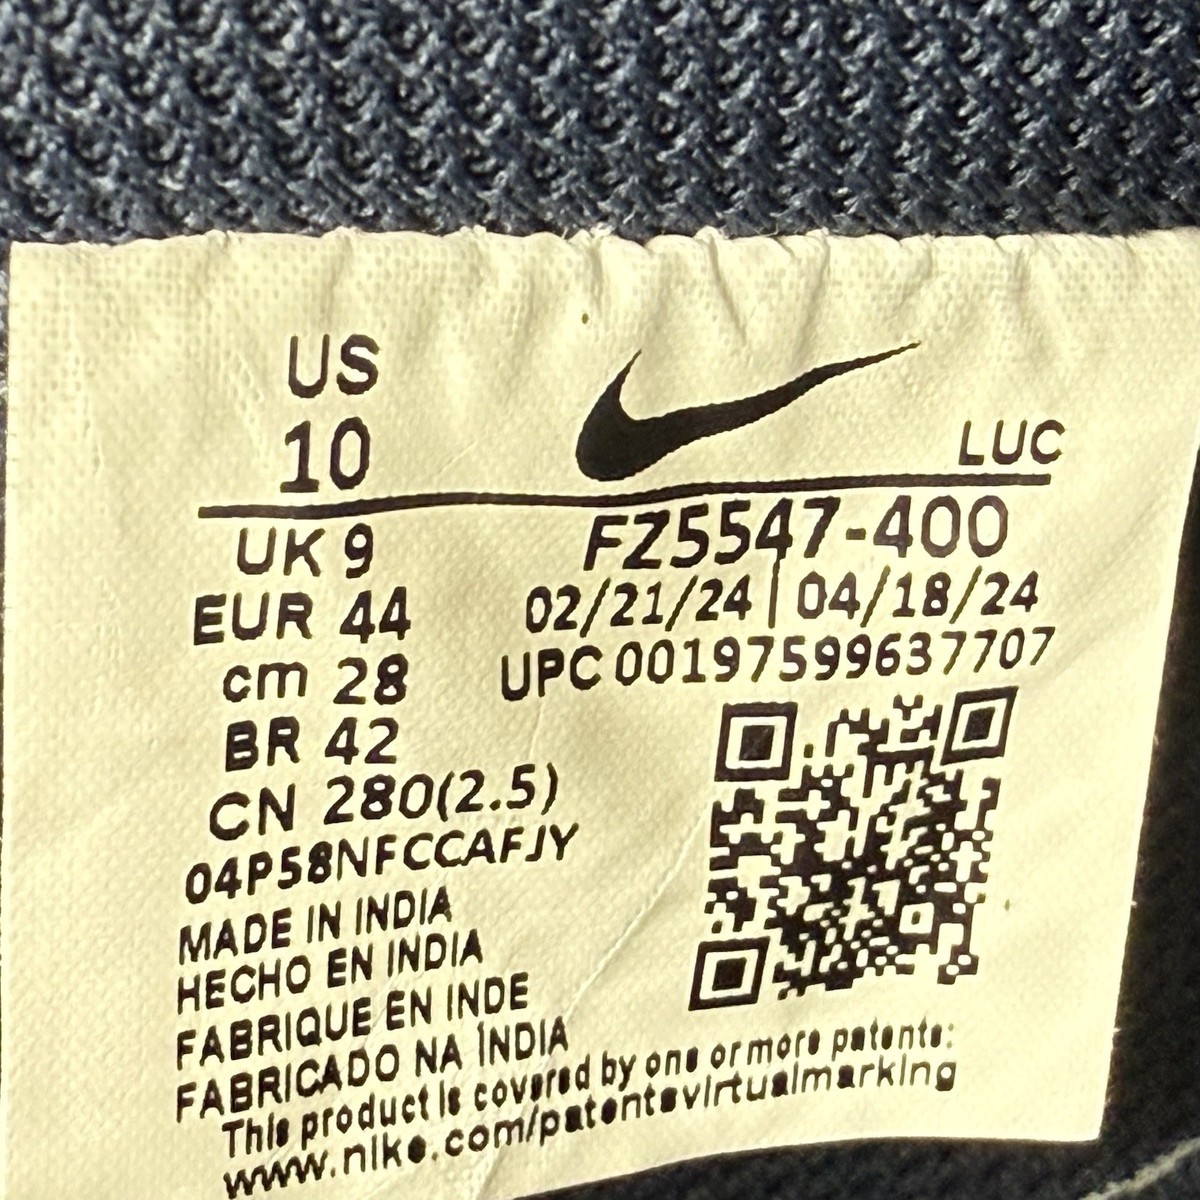 US
10
LUC
UK 9
FZ5547-400
EUR 44
02/21/24 | 04/18/24
cm 28
UPC 00197599637707
BR 42
CN 280(2.5)
04P58NFCCAFJY
MADE IN INDIA
HECHO EN INDIA
FABRIQUE EN INDE
FABRICADO NA ÍNDIA
This product is covered by one or more patents:
www.nike.com/patentsvirtualmarking